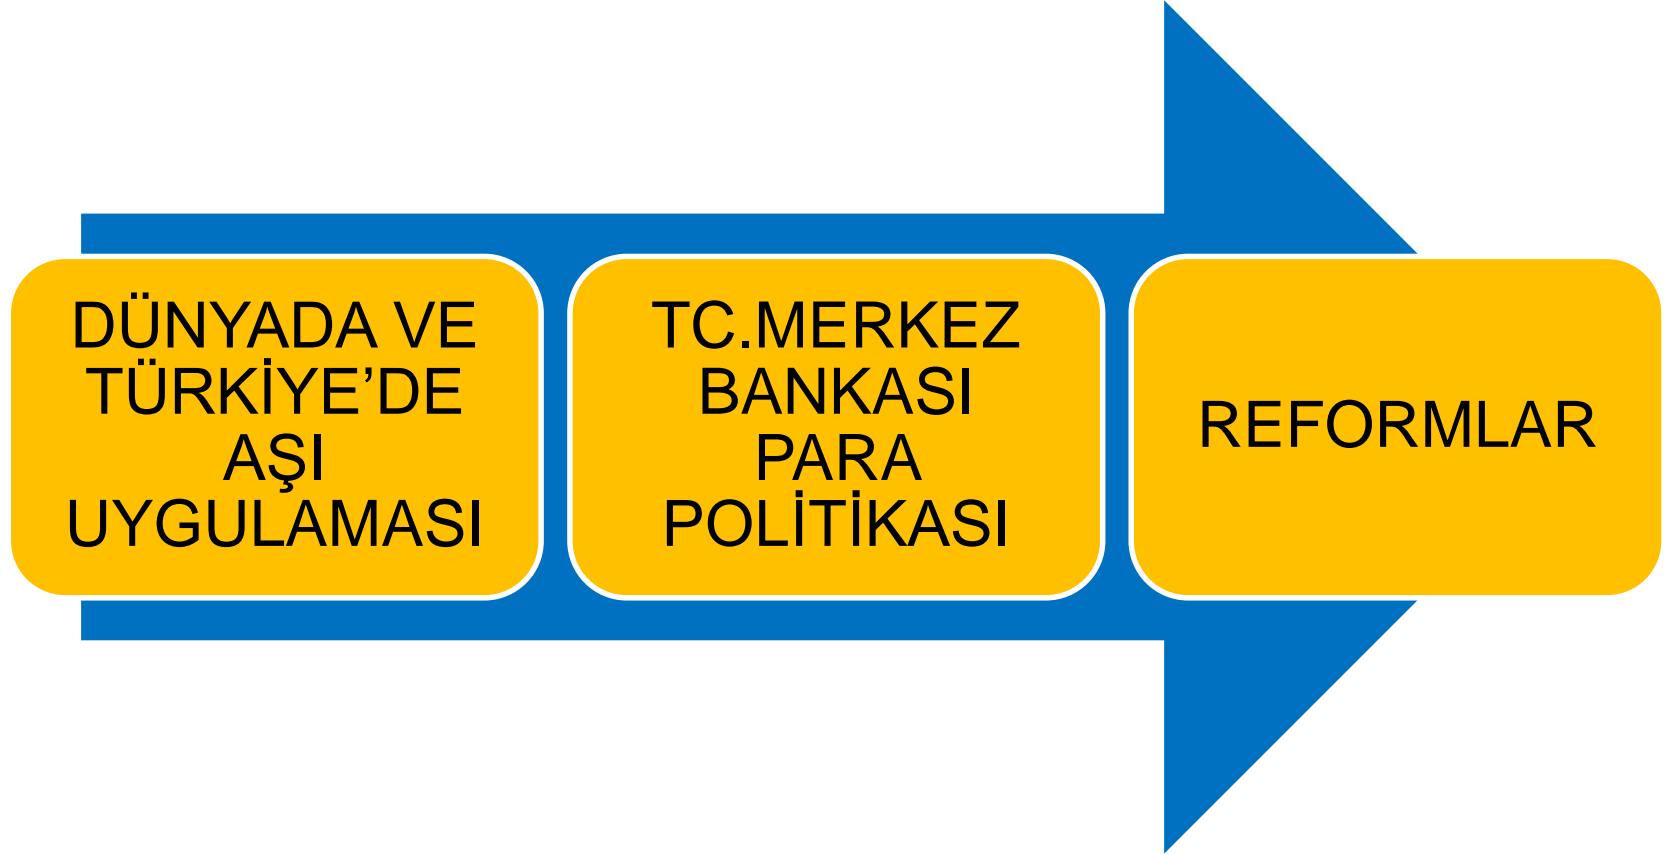 DÜNYADA VE
TÜRKİYE’DE
AŞI
UYGULAMASI
TC.MERKEZ
BANKASI
PARA
POLİTİKASI
REFORMLAR